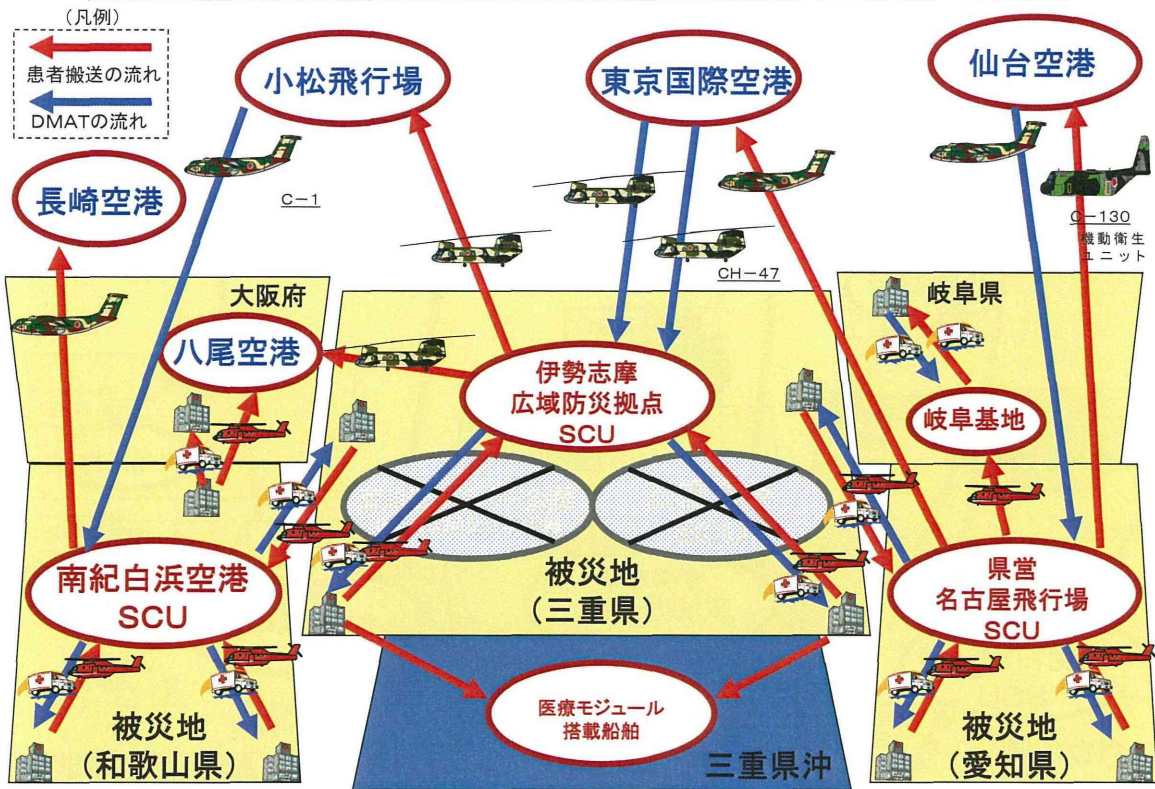 (凡例)
患者搬送の流れ
DMATの流れ
小松飛行場
東京国際空港
仙台空港
長崎空港
C-1
CH-47
C-130
機動衛生
ユニット
大阪府
八尾空港
岐阜県
岐阜基地
伊勢志摩
広域防災拠点
SCU
南紀白浜空港
SCU
被災地
(三重県)
県営
名古屋飛行場
SCU
被災地
(和歌山県)
医療モジュール
搭載船舶
三重県沖
被災地
(愛知県)